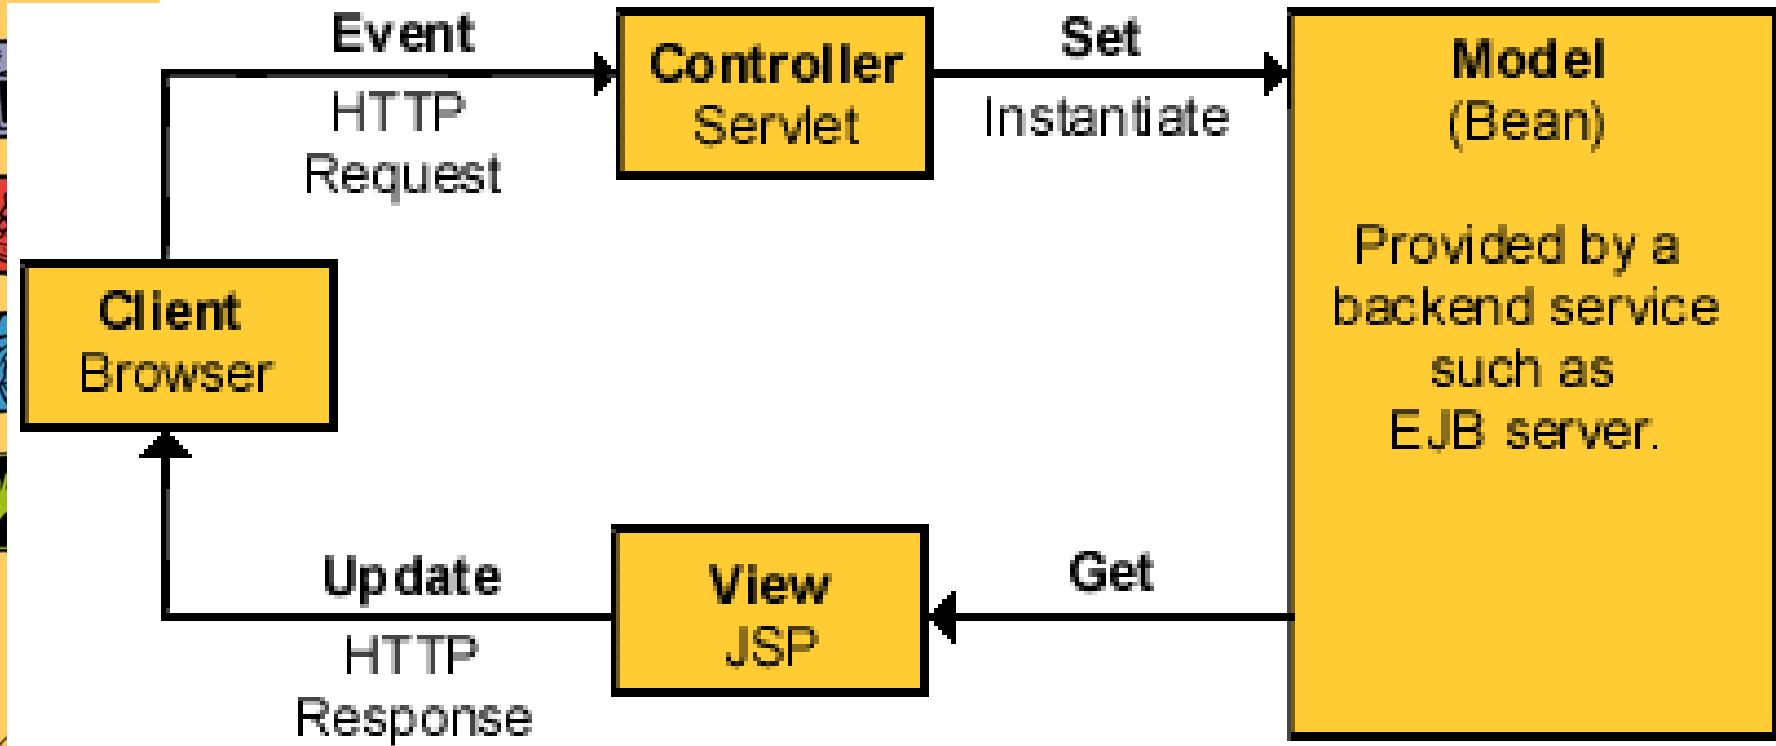 Event
HTTP
Request
Controller
Servlet
Set
Instantiate
Model
(Bean)
Provided by a
backend service
such as
EJB server.
Client
Browser
Update
HTTP
Response
View
JSP
Get